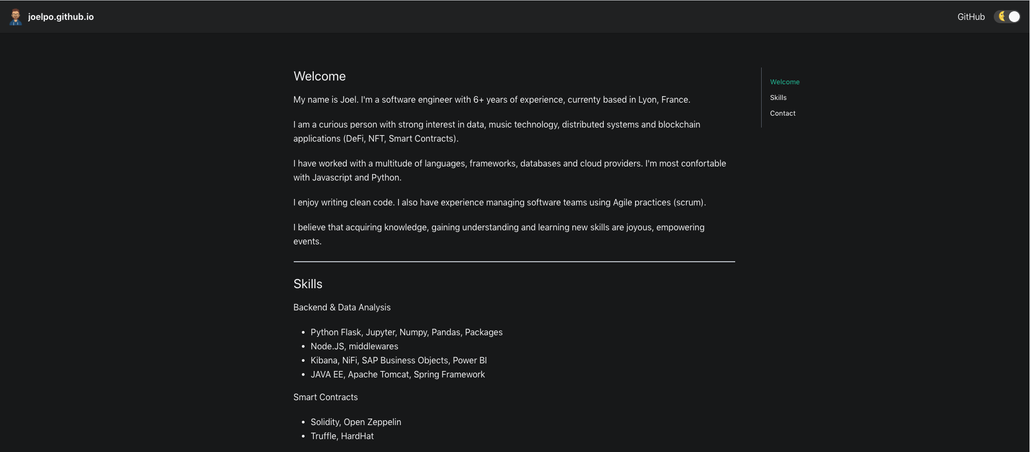 joelpo.github.io
GitHub
Welcome
My name is Joel. I'm a software engineer with 6+ years of experience, currenty based in Lyon, France.
I am a curious person with strong interest in data, music technology, distributed systems and blockchain
applications (DeFi, NFT, Smart Contracts).
I have worked with a multitude of languages, frameworks, databases and cloud providers. I'm most confortable
with Javascript and Python.
I enjoy writing clean code. I also have experience managing software teams using Agile practices (scrum).
I believe that acquiring knowledge, gaining understanding and learning new skills are joyous, empowering
events.
Skills
Backend & Data Analysis
• Python Flask, Jupyter, Numpy, Pandas, Packages
• Node.JS, middlewares
• Kibana, NiFi, SAP Business Objects, Power BI
• JAVA EE, Apache Tomcat, Spring Framework
Smart Contracts
• Solidity, Open Zeppelin
• Truffle, HardHat
Welcome
Skills
Contact